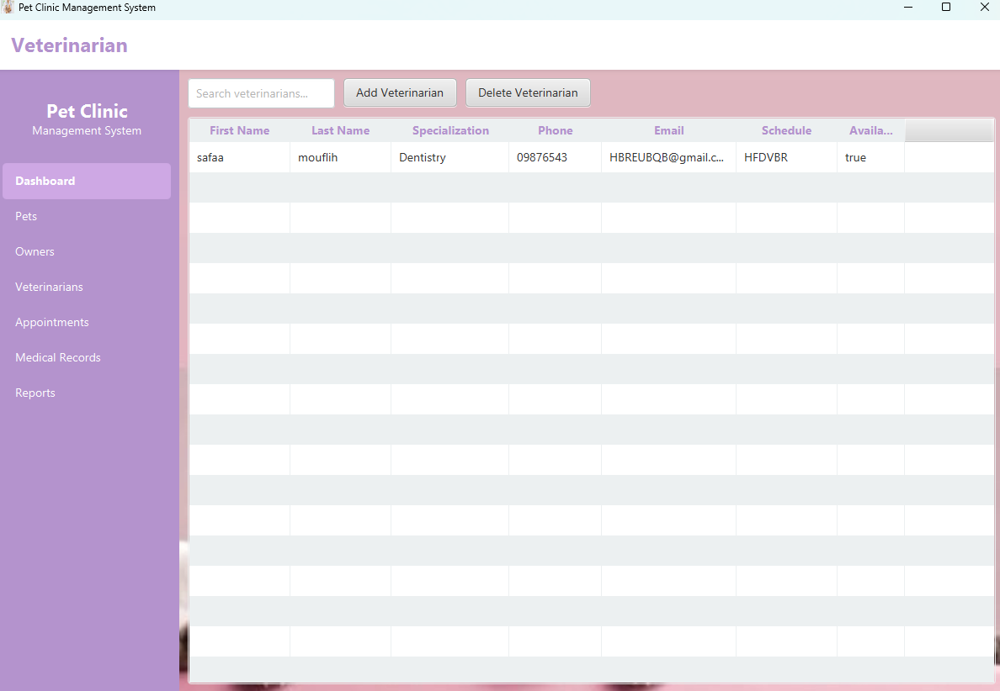 Pet Clinic Management System
Veterinarian
Pet Clinic
Management System
Dashboard
Pets
Owners
Veterinarians
Appointments
Medical Records
Reports
Search veterinarians...
Add Veterinarian
Delete Veterinarian
First Name Last Name Specialization Phone Email Schedule Availa...
safaa mouflih Dentistry 09876543 HBREUBQB@gmail.c... HFDVBR true